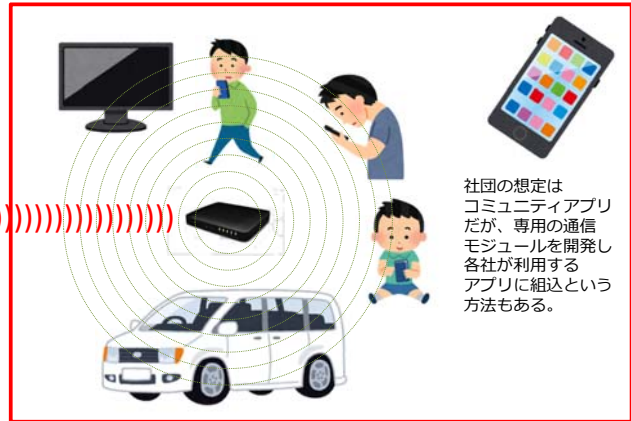 社団の想定は
コミュニティアプリ
だが、専用の通信
モジュールを開発し
各社が利用する
アプリに組込という
方法もある。